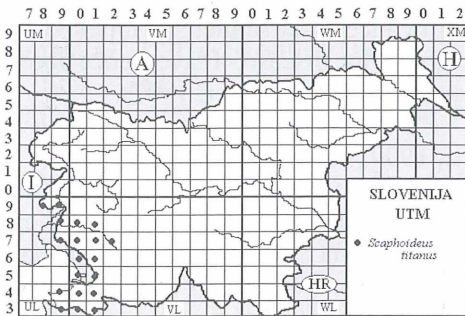 7 8 9 0 1 2 3 4 5 6 7 8 9 0 1 2 3 4 5 6 7 8 9 0 1 2
UM VM WM XM
9
8
A H
7
6
5
4
3
2
1
I
0
SLOVENIJA
UTM
9
8
Scaphoideus
titanus
7
6
5
HR
4
3
UL VL WL